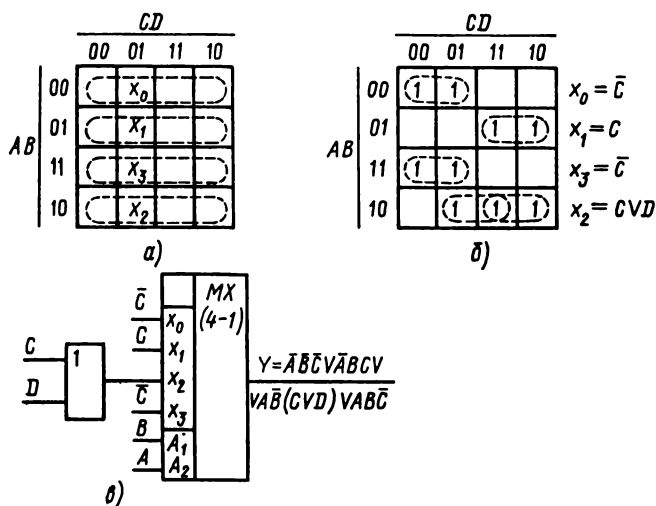 CD
00 01 11 10
AB
00 x₀
01 x₁
11 x₃
10 x₂
а)
CD
00 01 11 10
AB
00 1 1 x₀ = C̄
01 1 1 x₁ = C
11 1 1 x₃ = C̄
10 1 1 1 x₂ = C∨D
б)
C
D
1
C̄ x₀
C x₁
x₂
C̄ x₃
B A₁
A A₂
MX
(4-1)
Y = ĀB̄C̄∨ĀBC∨
∨AB̄(C∨D)∨ABC̄
в)